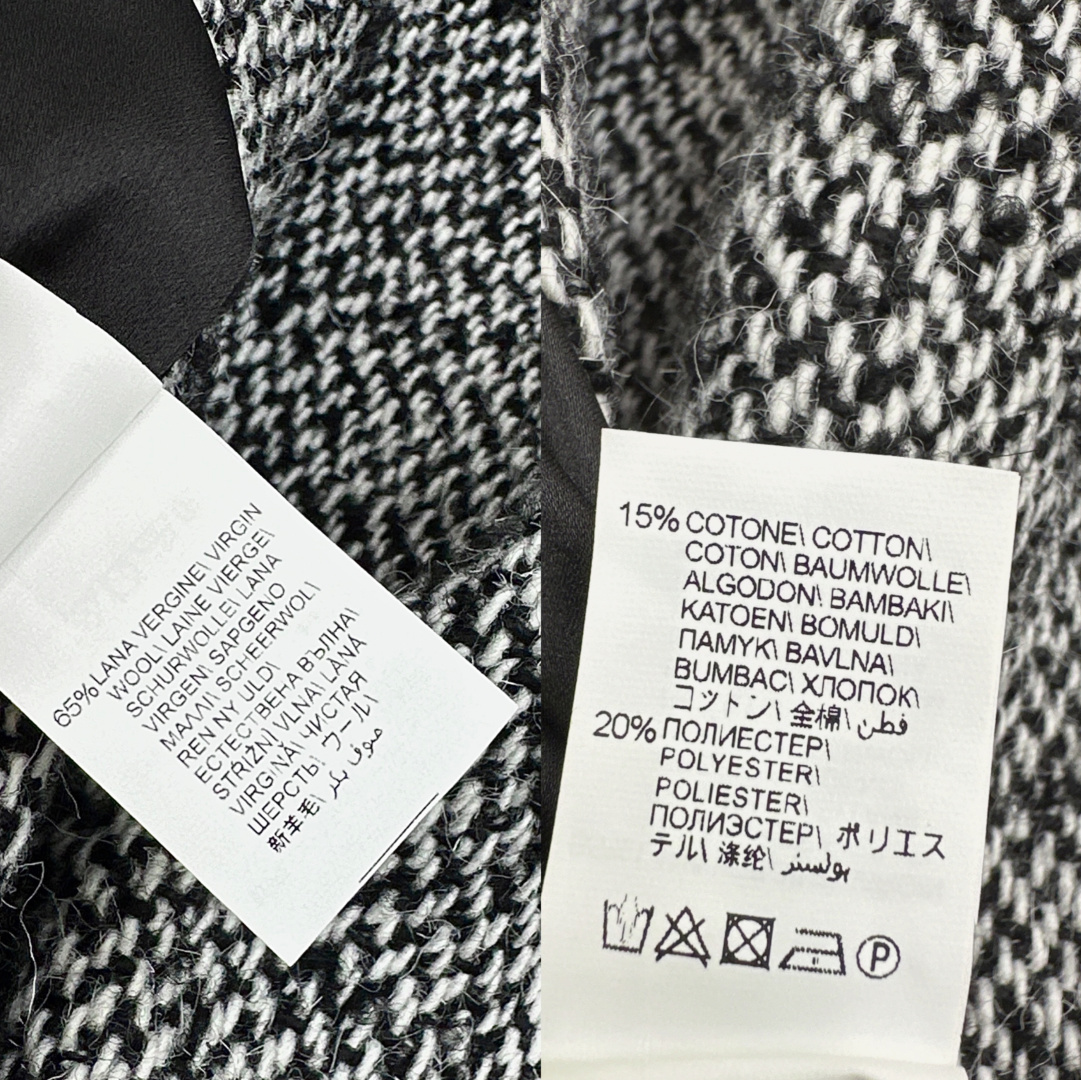 65% LANA VERGINE\ VIRGIN
WOOL\ LAINE VIERGE\
SCHURWOLLE\ LANA
VIRGEN\ SAPGENO
ΜΑΛΛΙ\ SCHEERWOL\
REN NY ULD\
ЕСТЕСТВЕНА ВЪЛНА\
STŘIŽNÍ VLNA\ LÂNĂ
VIRGINĂ\ ЧИСТАЯ
ШЕРСТЬ\ ウール\
新羊毛\ صوف بكر
15% COTONE\ COTTON\
COTON\ BAUMWOLLE\
ALGODON\ BAMBAKI\
KATOEN\ BOMULD\
ПАМУК\ BAVLNA\
BUMBAC\ ХЛОПОК\
コットン\ 全棉\ قطن
20% ПОЛИЕСТЕР\
POLYESTER\
POLIESTER\
ПОЛИЭСТЕР\ ポリエス
テル\ 涤纶\ بولستر
P